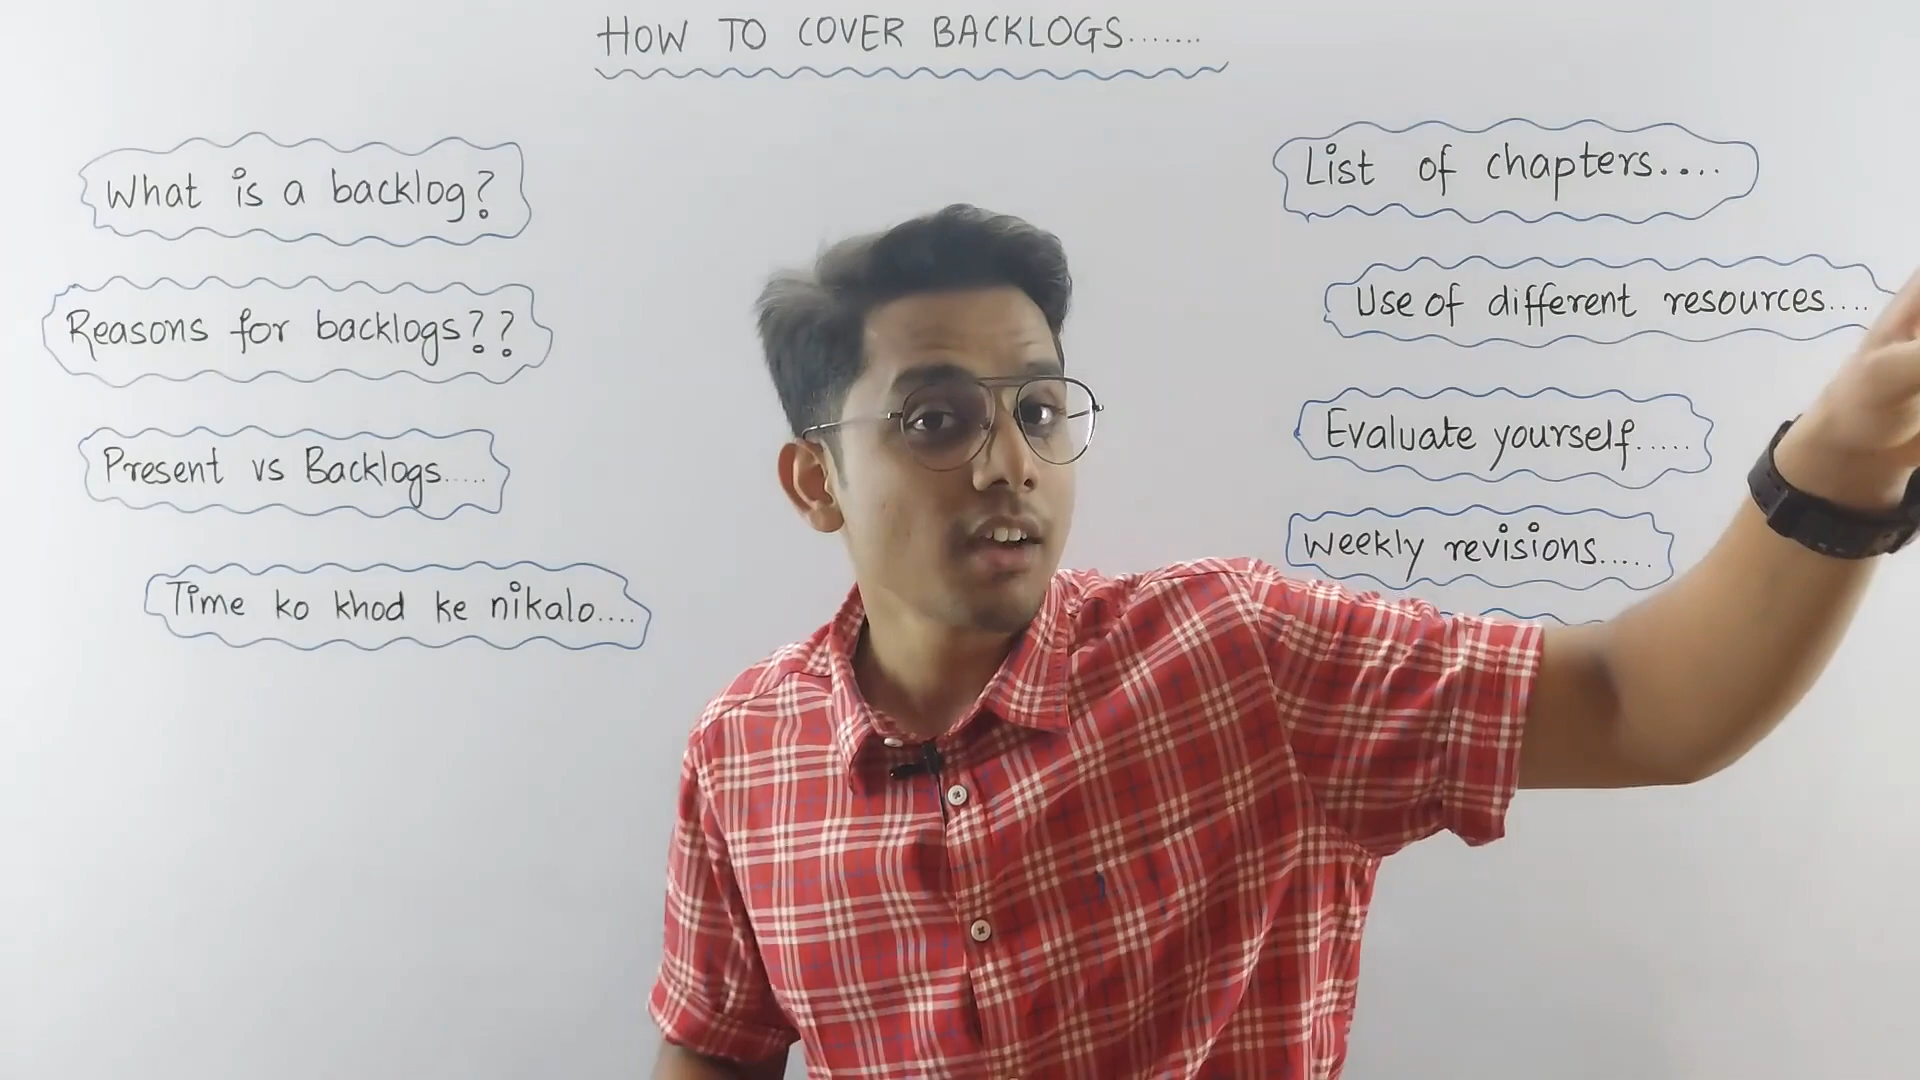 HOW TO COVER BACKLOGS.......
What is a backlog?
Reasons for backlogs??
Present vs Backlogs.....
Time ko khod ke nikalo....
List of chapters....
Use of different resources....
Evaluate yourself.....
Weekly revisions.....